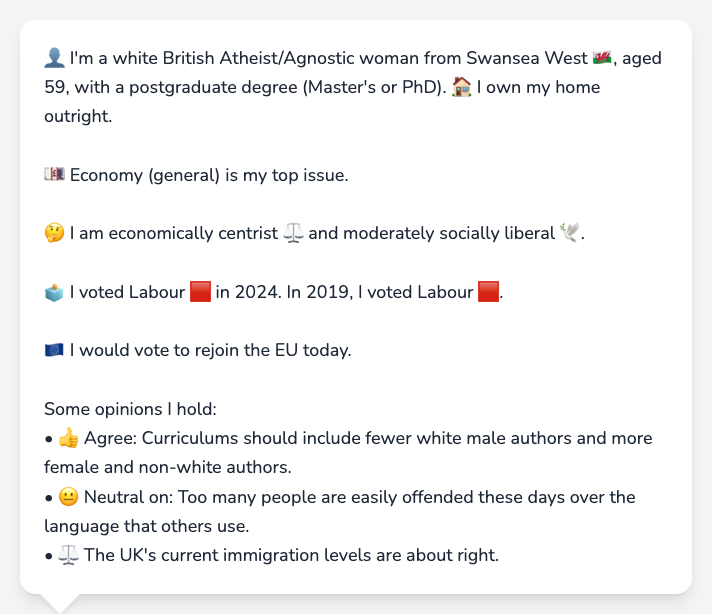 👤 I'm a white British Atheist/Agnostic woman from Swansea West 🏴󠁧󠁢󠁷󠁬󠁳󠁿, aged
59, with a postgraduate degree (Master's or PhD). 🏠 I own my home
outright.
💷 Economy (general) is my top issue.
🤔 I am economically centrist ⚖️ and moderately socially liberal 🕊️.
🗳️ I voted Labour 🟥 in 2024. In 2019, I voted Labour 🟥.
🇪🇺 I would vote to rejoin the EU today.
Some opinions I hold:
• 👍 Agree: Curriculums should include fewer white male authors and more
female and non-white authors.
• 😐 Neutral on: Too many people are easily offended these days over the
language that others use.
• ⚖️ The UK's current immigration levels are about right.